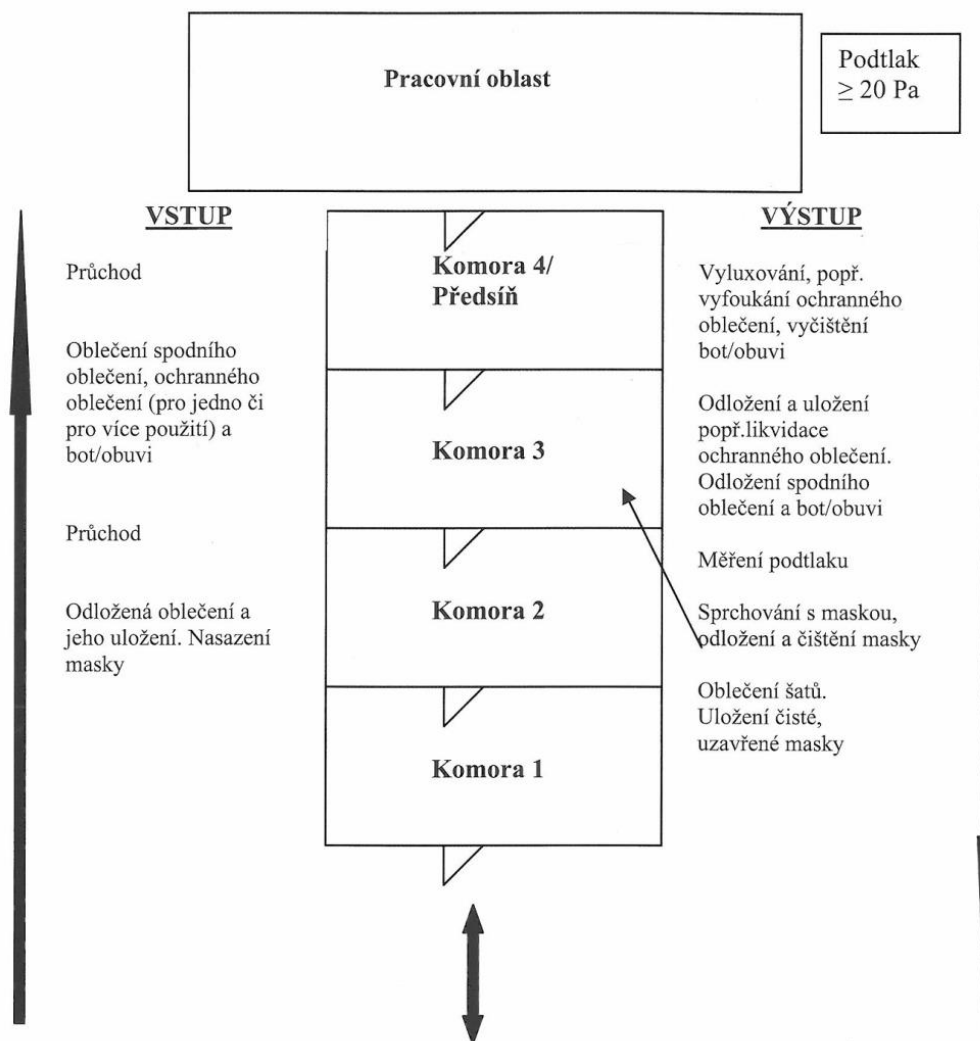 Pracovní oblast
Podtlak
≥ 20 Pa
VSTUP
Průchod
Oblečení spodního
oblečení, ochranného
oblečení (pro jedno či
pro více použití) a
bot/obuvi
Průchod
Odložená oblečení a
jeho uložení. Nasazení
masky
Komora 4/
Předsíň
Komora 3
Komora 2
Komora 1
VÝSTUP
Vyluxování, popř.
vyfoukání ochranného
oblečení, vyčištění
bot/obuvi
Odložení a uložení
popř.likvidace
ochranného oblečení.
Odložení spodního
oblečení a bot/obuvi
Měření podtlaku
Sprchování s maskou,
odložení a čištění masky
Oblečení šatů.
Uložení čisté,
uzavřené masky